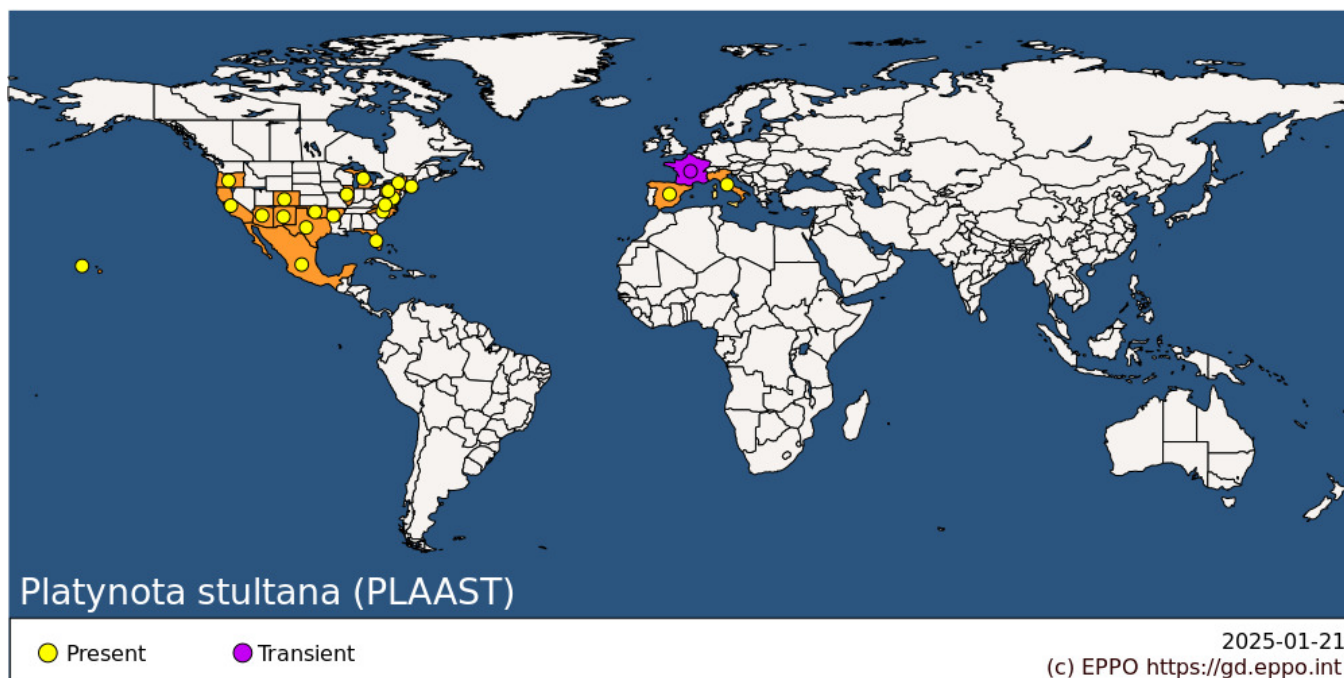 Platynota stultana (PLAAST)
Present
Transient
2025-01-21
(c) EPPO https://gd.eppo.int